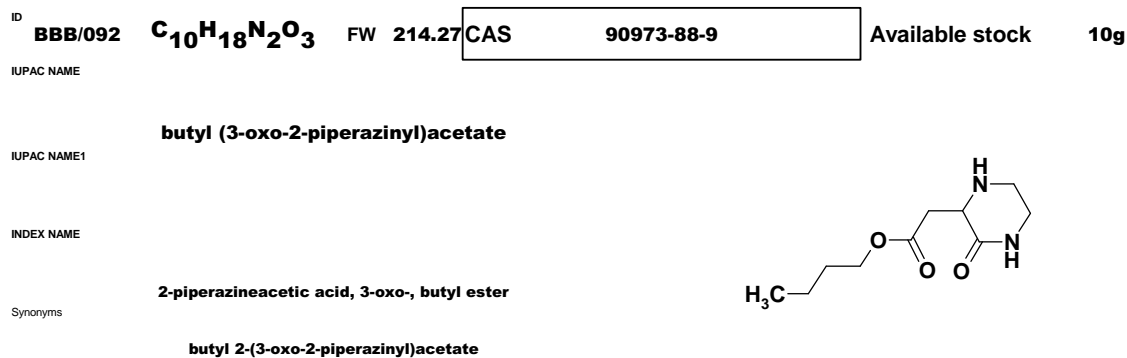 ID
BBB/092 C10H18N2O3 FW 214.27 CAS 90973-88-9 Available stock 10g
IUPAC NAME
butyl (3-oxo-2-piperazinyl)acetate
IUPAC NAME1
INDEX NAME
2-piperazineacetic acid, 3-oxo-, butyl ester
Synonyms
butyl 2-(3-oxo-2-piperazinyl)acetate
H
N
O
O
O
N
H
H3C